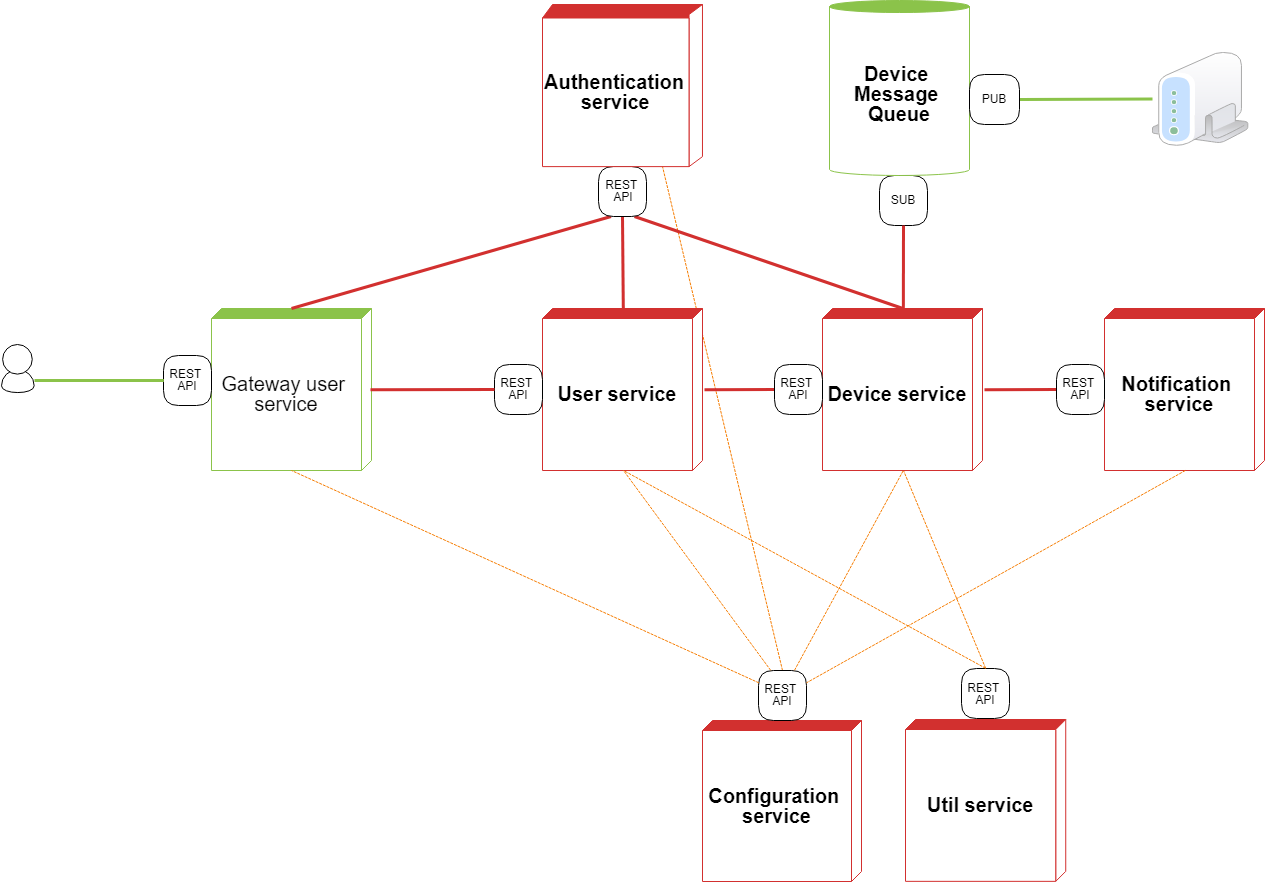 Authentication
service
Device
Message
Queue
PUB
REST
API
SUB
REST
API
Gateway user
service
REST
API
User service
REST
API
Device service
REST
API
Notification
service
REST
API
REST
API
Configuration
service
Util service